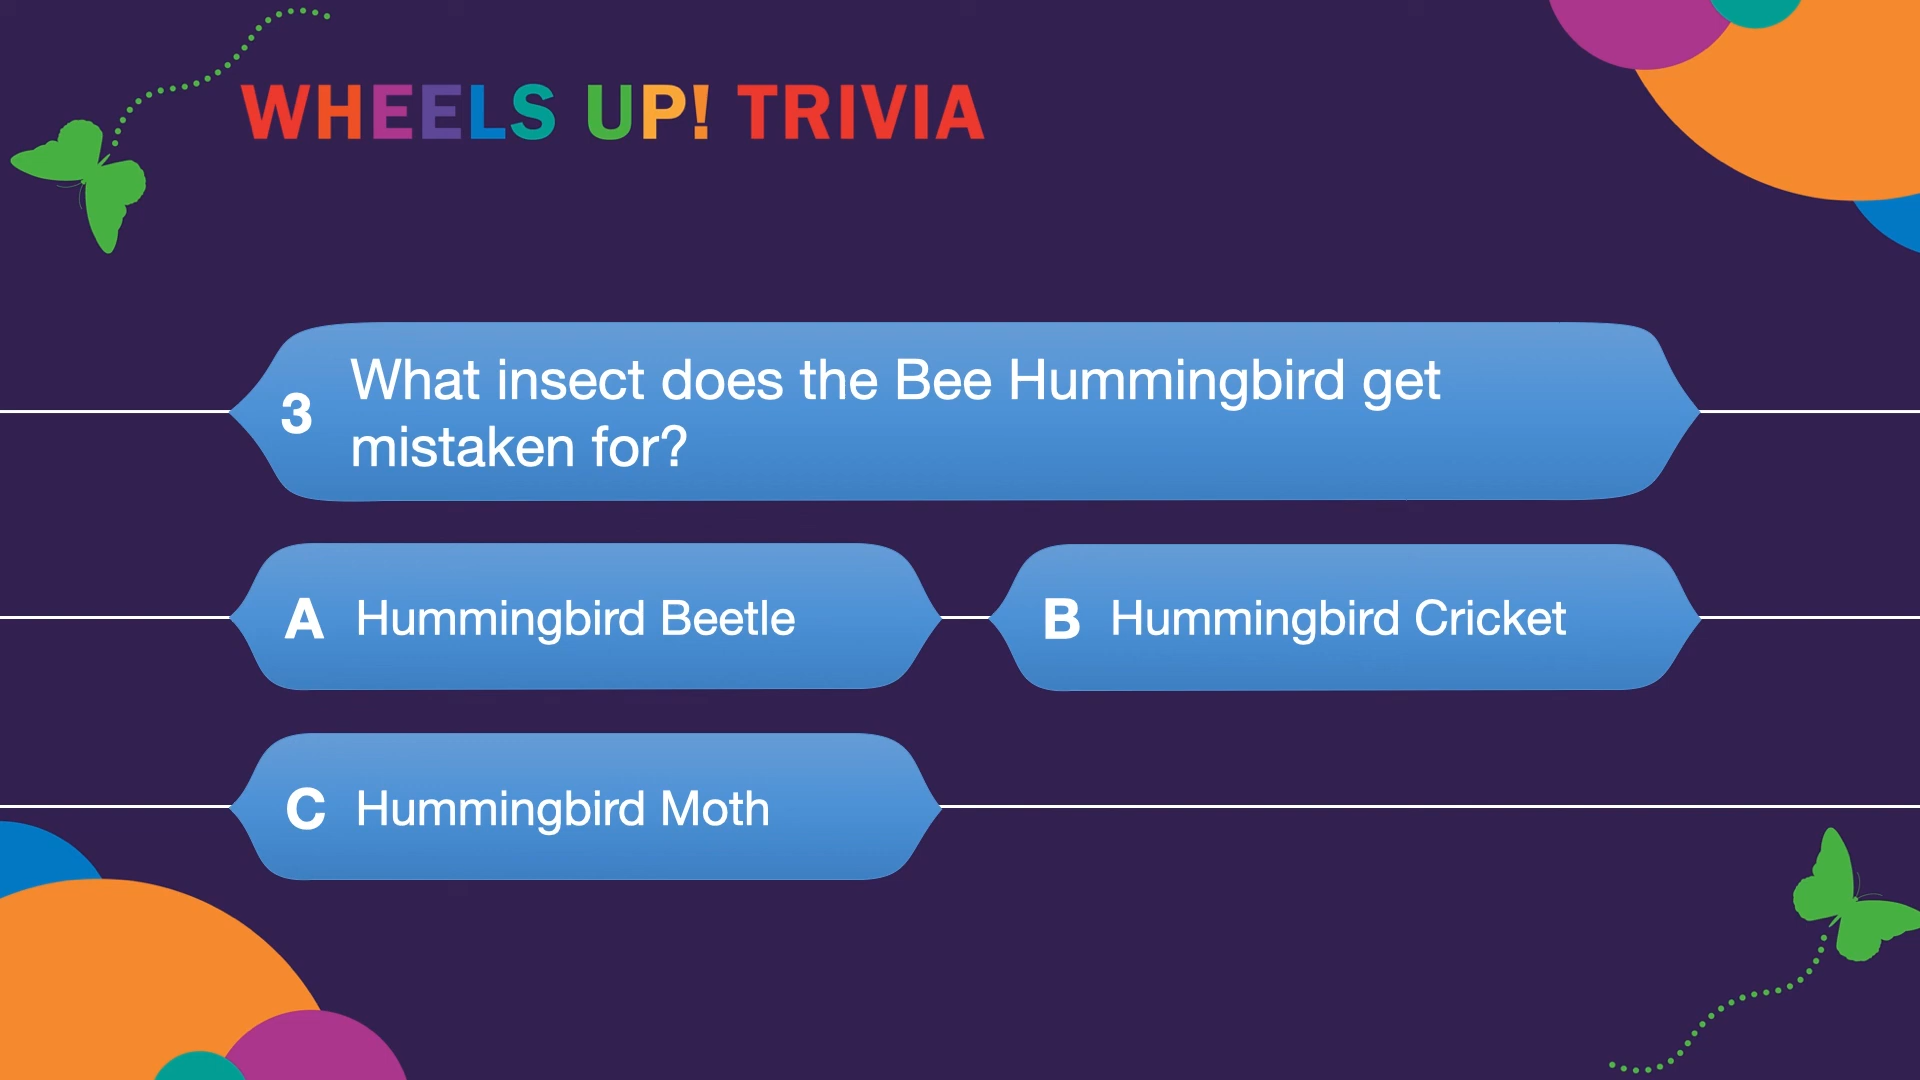 WHEELS UP! TRIVIA
3 What insect does the Bee Hummingbird get
mistaken for?
A Hummingbird Beetle
B Hummingbird Cricket
C Hummingbird Moth